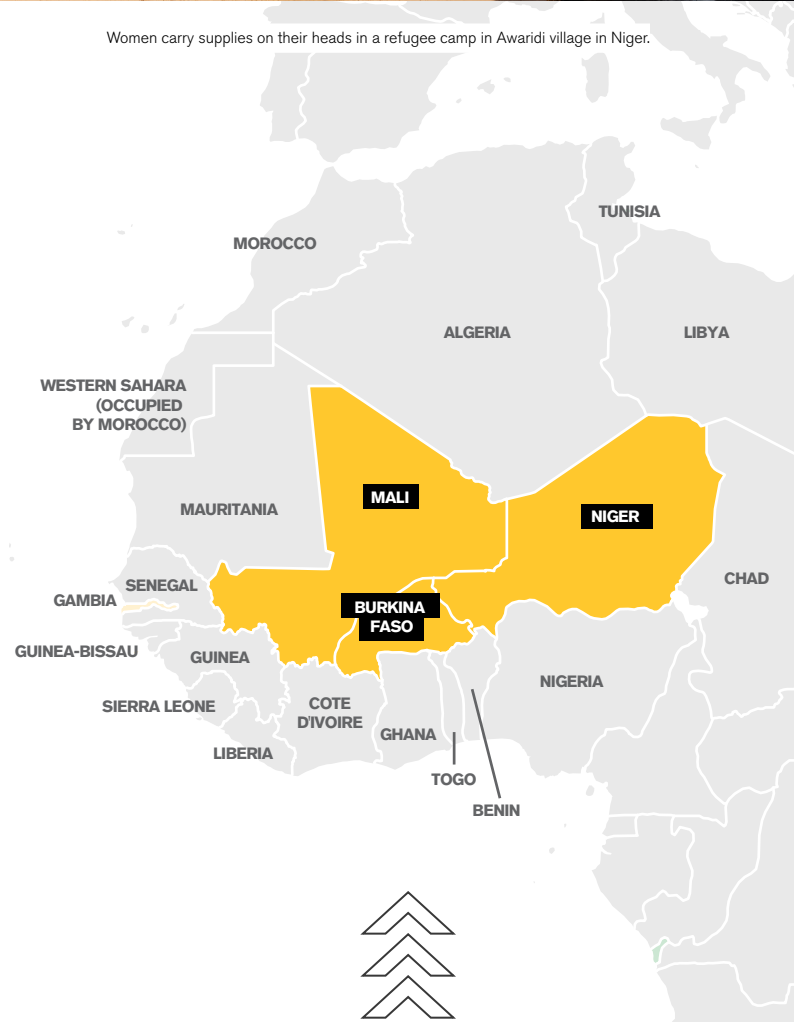 Women carry supplies on their heads in a refugee camp in Awaridi village in Niger.
TUNISIA
MOROCCO
ALGERIA
LIBYA
WESTERN SAHARA
(OCCUPIED
BY MOROCCO)
MALI
MAURITANIA
NIGER
CHAD
SENEGAL
GAMBIA
BURKINA
FASO
GUINEA-BISSAU
GUINEA
NIGERIA
SIERRA LEONE
COTE
D'IVOIRE
GHANA
LIBERIA
TOGO
BENIN